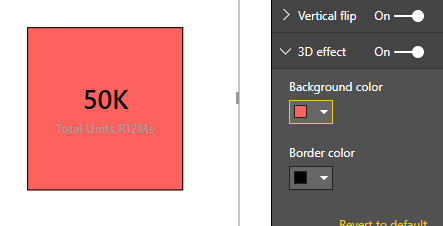 50K
Total Units R12Ms
Vertical flip On
3D effect On
Background color
Border color
Revert to default